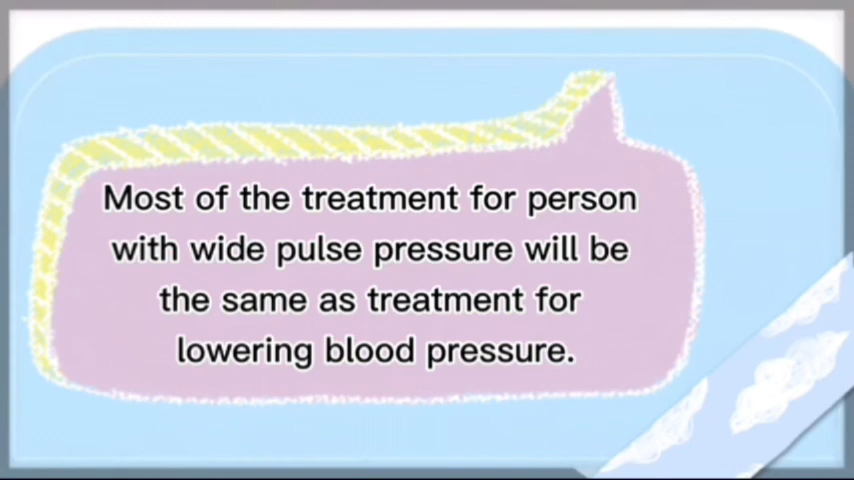 Most of the treatment for person
with wide pulse pressure will be
the same as treatment for
lowering blood pressure.